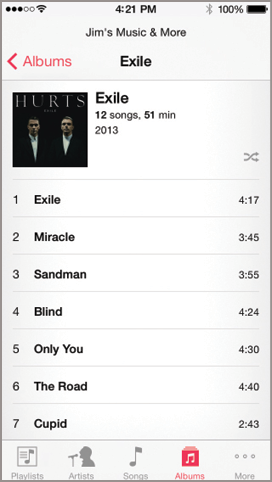 4:21 PM 100%
Jim's Music & More
Albums Exile
HURTS
EXILE
Exile
12 songs, 51 min
2013
1 Exile 4:17
2 Miracle 3:45
3 Sandman 3:55
4 Blind 4:24
5 Only You 4:30
6 The Road 4:40
7 Cupid 2:43
Playlists Artists Songs Albums More